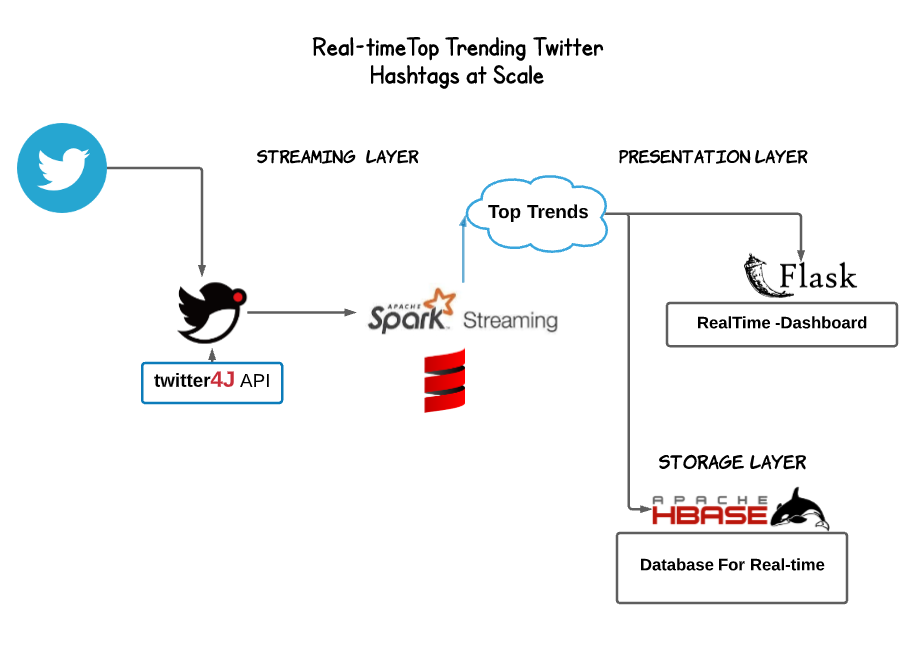 Real-timeTop Trending Twitter
Hashtags at Scale
STREAMING LAYER
PRESENTATION LAYER
Top Trends
Flask
RealTime -Dashboard
APACHE
Spark™ Streaming
twitter4J API
STORAGE LAYER
APACHE
HBASE
Database For Real-time